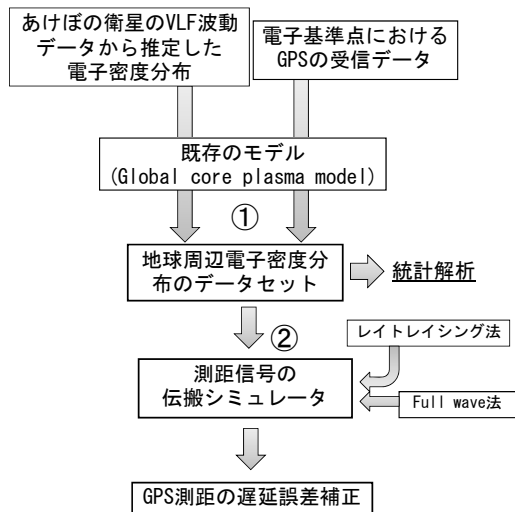 あけぼの衛星のVLF波動
データから推定した
電子密度分布
電子基準点における
GPSの受信データ
既存のモデル
(Global core plasma model)
①
地球周辺電子密度分
布のデータセット
統計解析
②
レイトレイシング法
測距信号の
伝搬シミュレータ
Full wave法
GPS測距の遅延誤差補正